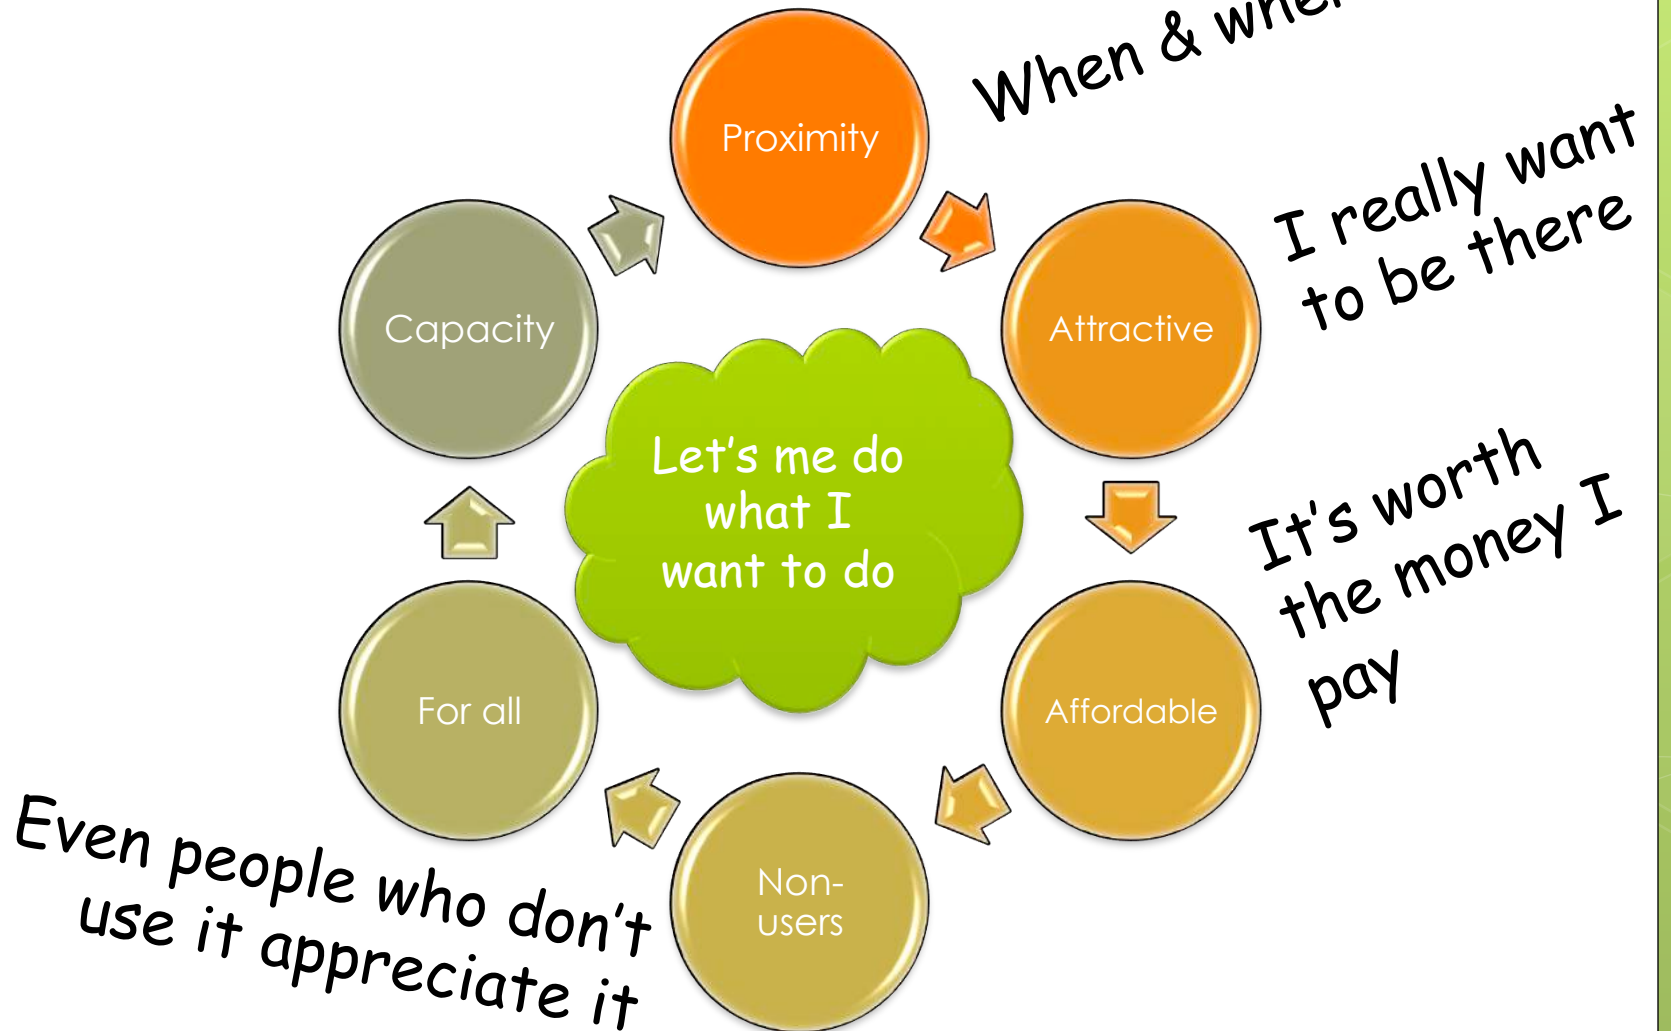 When &
Proximity
I really want
to be there
Capacity
Attractive
Let's me do
what I
want to do
It's worth
the money I
pay
For all
Affordable
Even people who don't
use it appreciate it
Non-
users